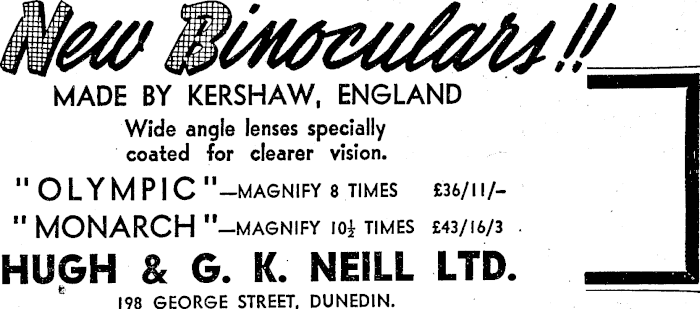 New Binoculars!!
MADE BY KERSHAW, ENGLAND
Wide angle lenses specially
coated for clearer vision.
"OLYMPIC"—MAGNIFY 8 TIMES £36/11/-
"MONARCH"—MAGNIFY 10½ TIMES £43/16/3
HUGH & G. K. NEILL LTD.
198 GEORGE STREET, DUNEDIN.